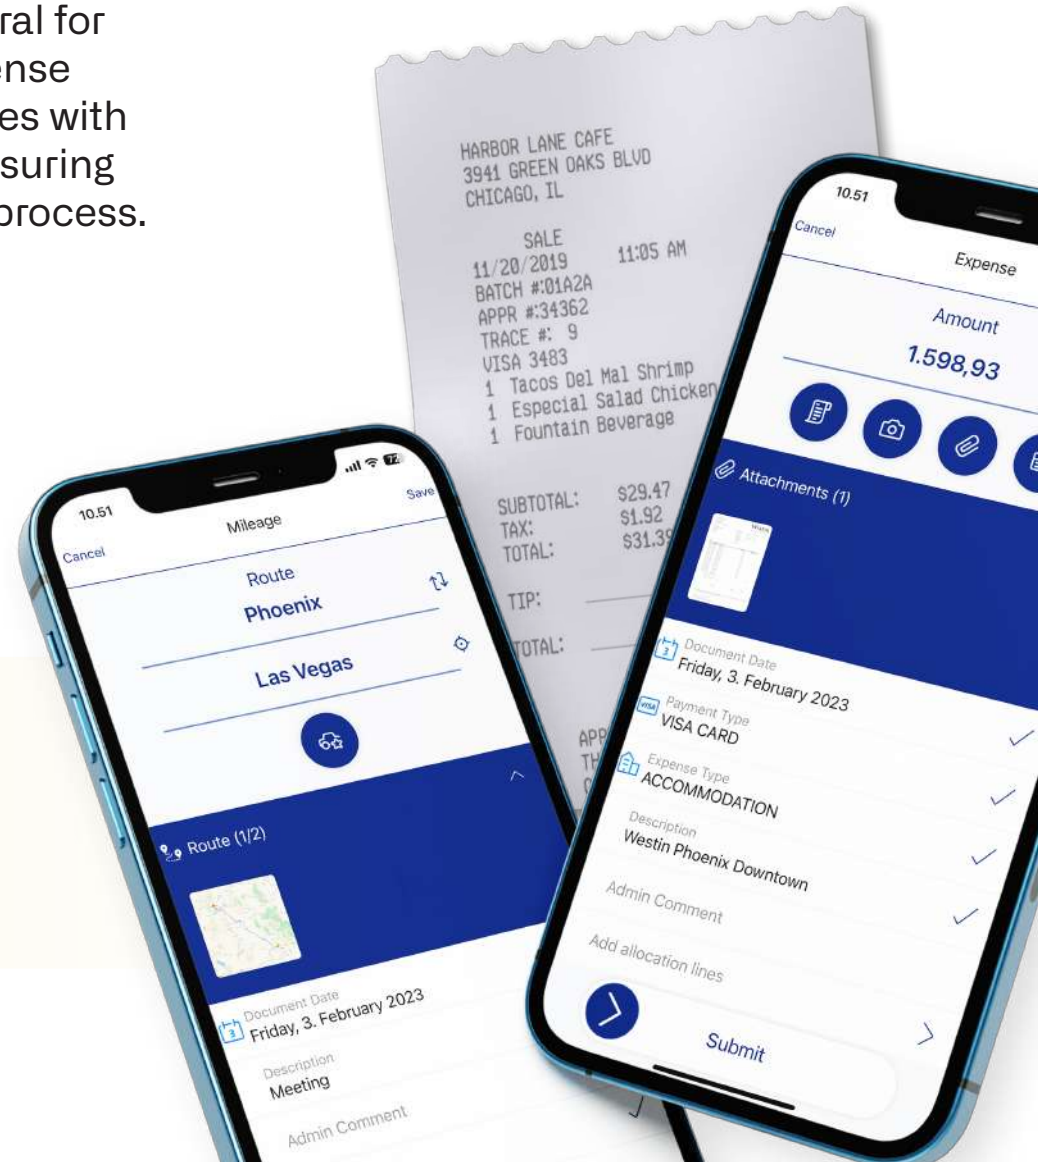 ral for
ense
es with
suring
process.
HARBOR LANE CAFE
3941 GREEN OAKS BLVD
CHICAGO, IL
SALE
11/20/2019 11:05 AM
BATCH #:01A2A
APPR #:34362
TRACE #: 9
VISA 3483
1 Tacos Del Mal Shrimp
1 Especial Salad Chicken
1 Fountain Beverage
SUBTOTAL: $29.47
TAX: $1.92
TOTAL: $31.39
TIP:
TOTAL:
APP
TH
10.51
72
Cancel
Mileage
Save
Route
Phoenix
Las Vegas
Route (1/2)
Document Date
Friday, 3. February 2023
Description
Meeting
Admin Comment
10.51
Cancel
Expense
Amount
1.598,93
Attachments (1)
3
Document Date
Friday, 3. February 2023
VISA
Payment Type
VISA CARD
Expense Type
ACCOMMODATION
Description
Westin Phoenix Downtown
Admin Comment
Add allocation lines
Submit